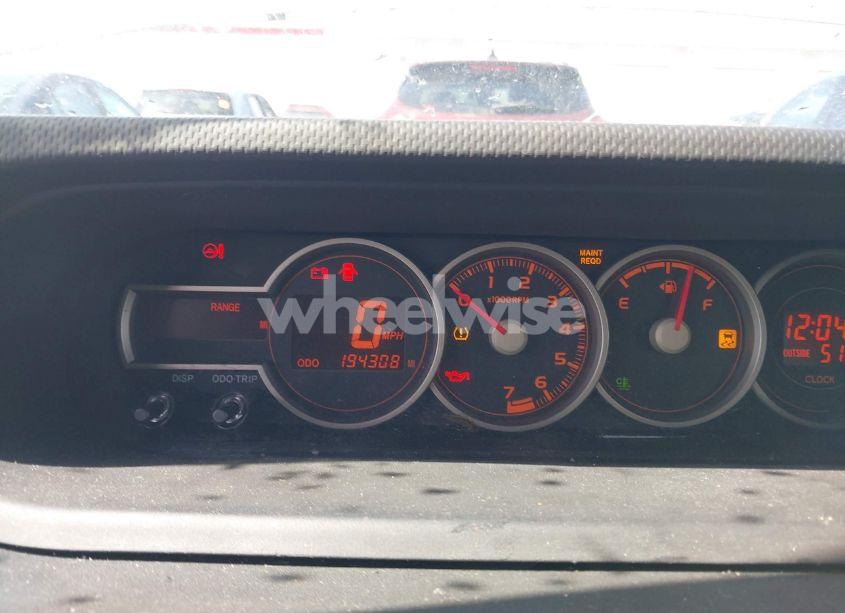 RANGE
MI
0 MPH
ODO 194308 MI
DISP ODO·TRIP
0 1 2 3 4 5 6 7
x1000RPM
MAINT
REQD
E F
12:04
OUTSIDE 51
CLOCK
wheelwise